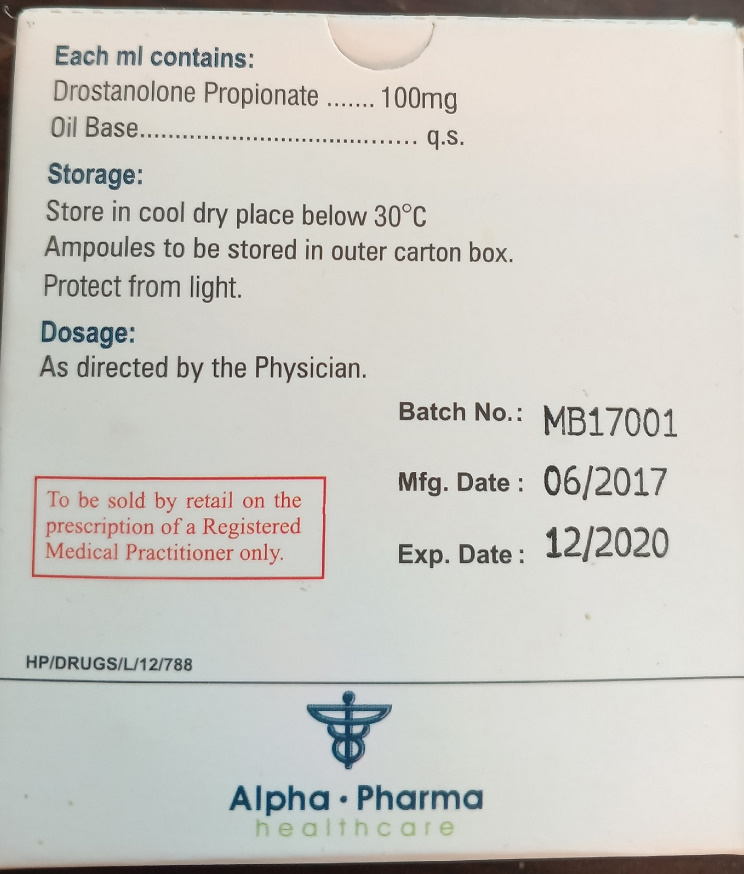 Each ml contains:
Drostanolone Propionate ....... 100mg
Oil Base....................................... q.s.
Storage:
Store in cool dry place below 30°C
Ampoules to be stored in outer carton box.
Protect from light.
Dosage:
As directed by the Physician.
Batch No.: MB17001
Mfg. Date : 06/2017
Exp. Date : 12/2020
To be sold by retail on the
prescription of a Registered
Medical Practitioner only.
HP/DRUGS/L/12/788
Alpha · Pharma
healthcare